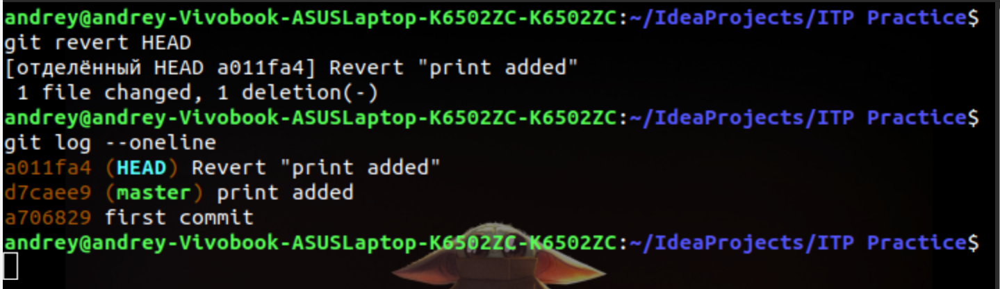 andrey@andrey-Vivobook-ASUSLaptop-K6502ZC-K6502ZC:~/IdeaProjects/ITP Practice$
git revert HEAD
[отделённый HEAD a011fa4] Revert "print added"
 1 file changed, 1 deletion(-)
andrey@andrey-Vivobook-ASUSLaptop-K6502ZC-K6502ZC:~/IdeaProjects/ITP Practice$
git log --oneline
a011fa4 (HEAD) Revert "print added"
d7caee9 (master) print added
a706829 first commit
andrey@andrey-Vivobook-ASUSLaptop-K6502ZC-K6502ZC:~/IdeaProjects/ITP Practice$